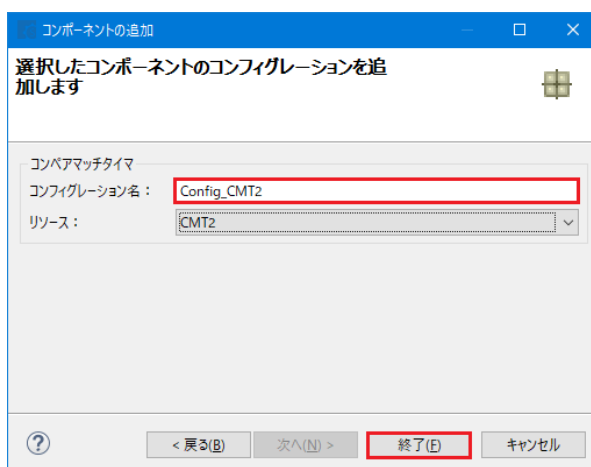 コンポーネントの追加
選択したコンポーネントのコンフィグレーションを追
加します
コンペアマッチタイマ
コンフィグレーション名：
Config_CMT2
リソース：
CMT2
< 戻る(B)
次へ(N) >
終了(F)
キャンセル